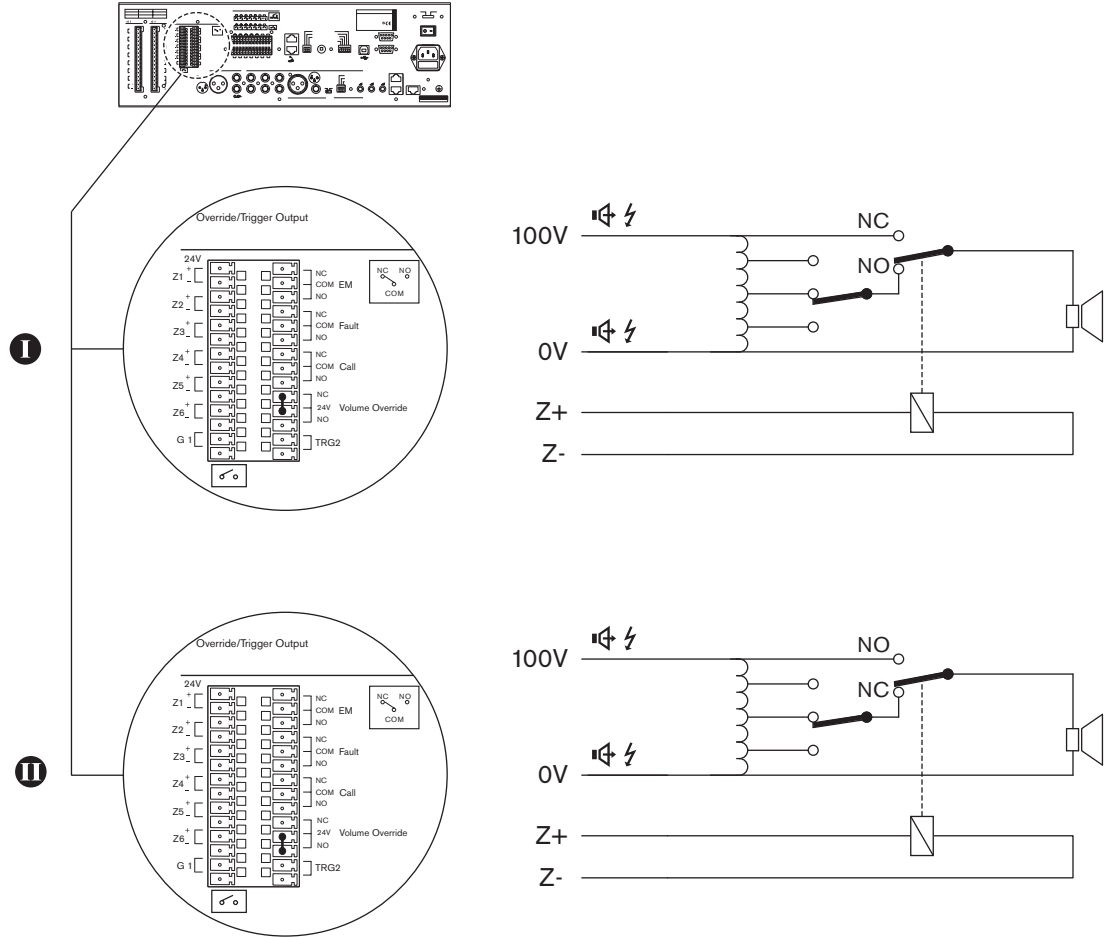 I
Override/Trigger Output
24V
Z1 + -
Z2 + -
Z3 + -
Z4 + -
Z5 + -
Z6 + -
G 1
NC
COM EM
NO
NC
COM Fault
NO
NC
COM Call
NO
NC
24V Volume Override
NO
TRG2
NC NO
COM
100V
0V
Z+
Z-
NC
NO
II
Override/Trigger Output
24V
Z1 + -
Z2 + -
Z3 + -
Z4 + -
Z5 + -
Z6 + -
G 1
NC
COM EM
NO
NC
COM Fault
NO
NC
COM Call
NO
NC
24V Volume Override
NO
TRG2
NC NO
COM
100V
0V
Z+
Z-
NO
NC